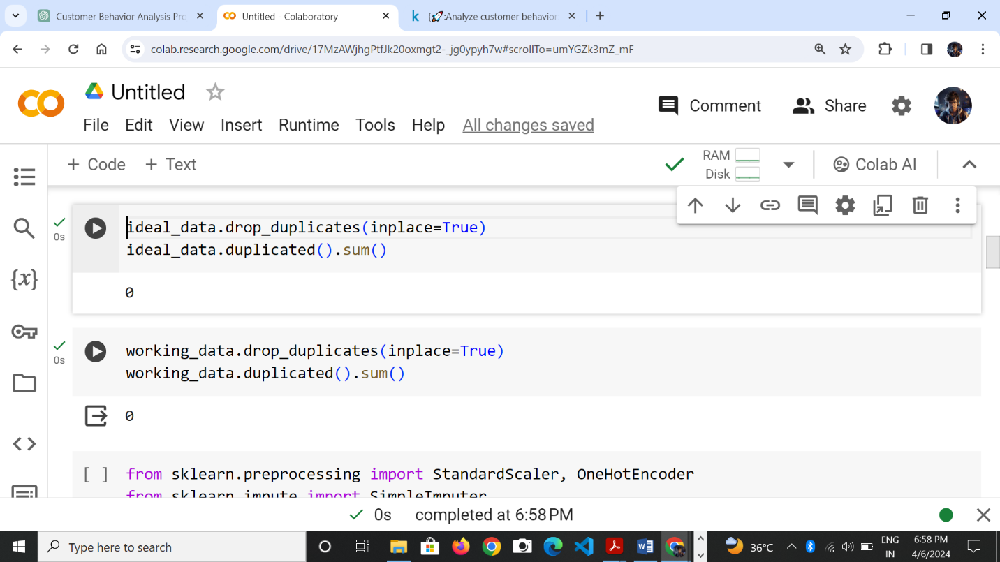 Customer Behavior Analysis Pro
Untitled - Colaboratory
{🚀:Analyze customer behavior
colab.research.google.com/drive/17MzAWjhgPtfJk20oxmgt2-_jg0ypyh7w#scrollTo=umYGZk3mZ_mF
Untitled
Comment
Share
File Edit View Insert Runtime Tools Help All changes saved
+ Code + Text
RAM
Disk
Colab AI
0s
ideal_data.drop_duplicates(inplace=True)
ideal_data.duplicated().sum()
0
{x}
0s
working_data.drop_duplicates(inplace=True)
working_data.duplicated().sum()
0
[ ] from sklearn.preprocessing import StandardScaler, OneHotEncoder
from sklearn.impute import SimpleImputer
0s completed at 6:58 PM
Type here to search
36°C
ENG
IN
6:58 PM
4/6/2024